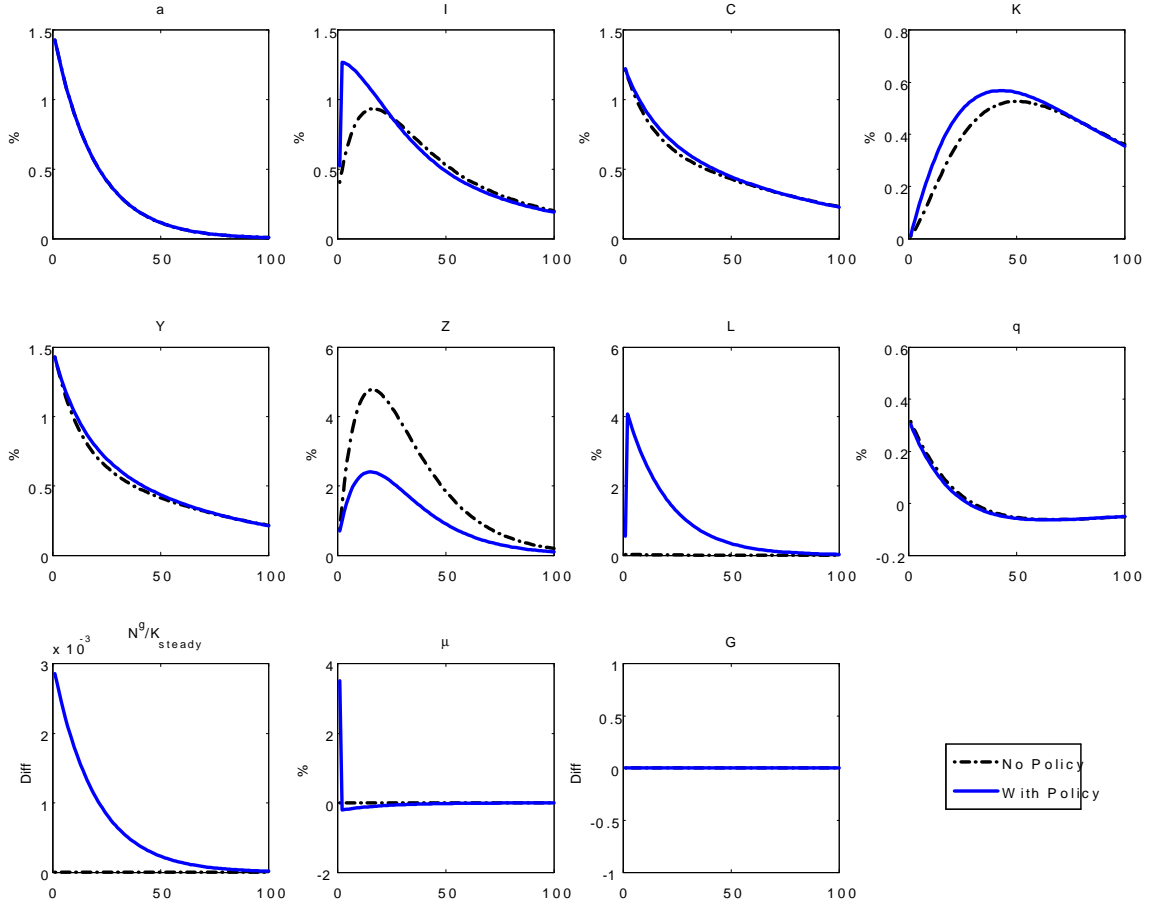 a I C K
1.5 1.5 1.5 0.8
0.6
1 1 1
% % % % 0.4
0.5 0.5 0.5
0.2
0 0 0 0
0 50 100 0 50 100 0 50 100 0 50 100
Y Z L q
1.5 6 6 0.6
0.4
1 4 4
% % % % 0.2
0.5 2 2
0
0 0 0 -0.2
0 50 100 0 50 100 0 50 100 0 50 100
N^g/K_steady μ G
x 10^-3
3 4 1
2 2 0.5
Diff % Diff 0
No Policy
1 0 -0.5
With Policy
0 -2 -1
0 50 100 0 50 100 0 50 100